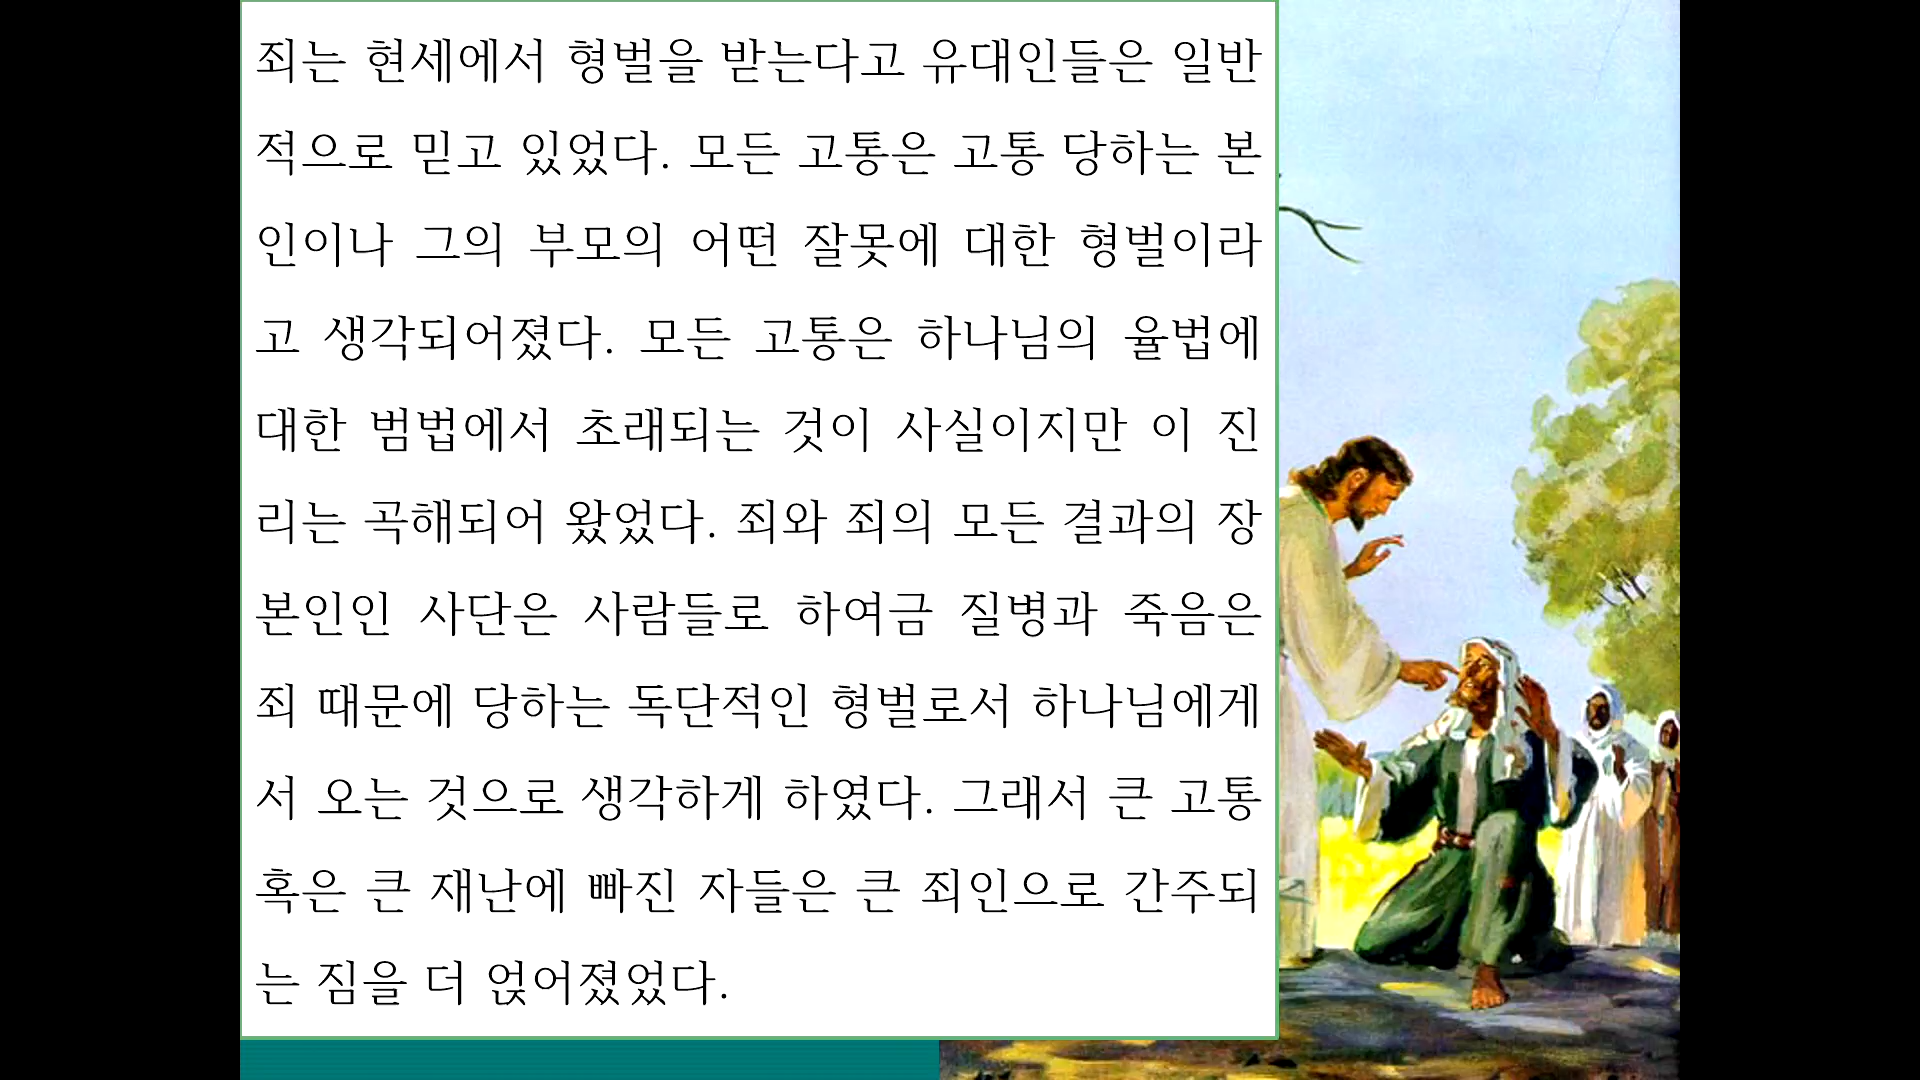 죄는 현세에서 형벌을 받는다고 유대인들은 일반
적으로 믿고 있었다. 모든 고통은 고통 당하는 본
인이나 그의 부모의 어떤 잘못에 대한 형벌이라
고 생각되어졌다. 모든 고통은 하나님의 율법에
대한 범법에서 초래되는 것이 사실이지만 이 진
리는 곡해되어 왔었다. 죄와 죄의 모든 결과의 장
본인인 사단은 사람들로 하여금 질병과 죽음은
죄 때문에 당하는 독단적인 형벌로서 하나님에게
서 오는 것으로 생각하게 하였다. 그래서 큰 고통
혹은 큰 재난에 빠진 자들은 큰 죄인으로 간주되
는 짐을 더 얹어졌었다.